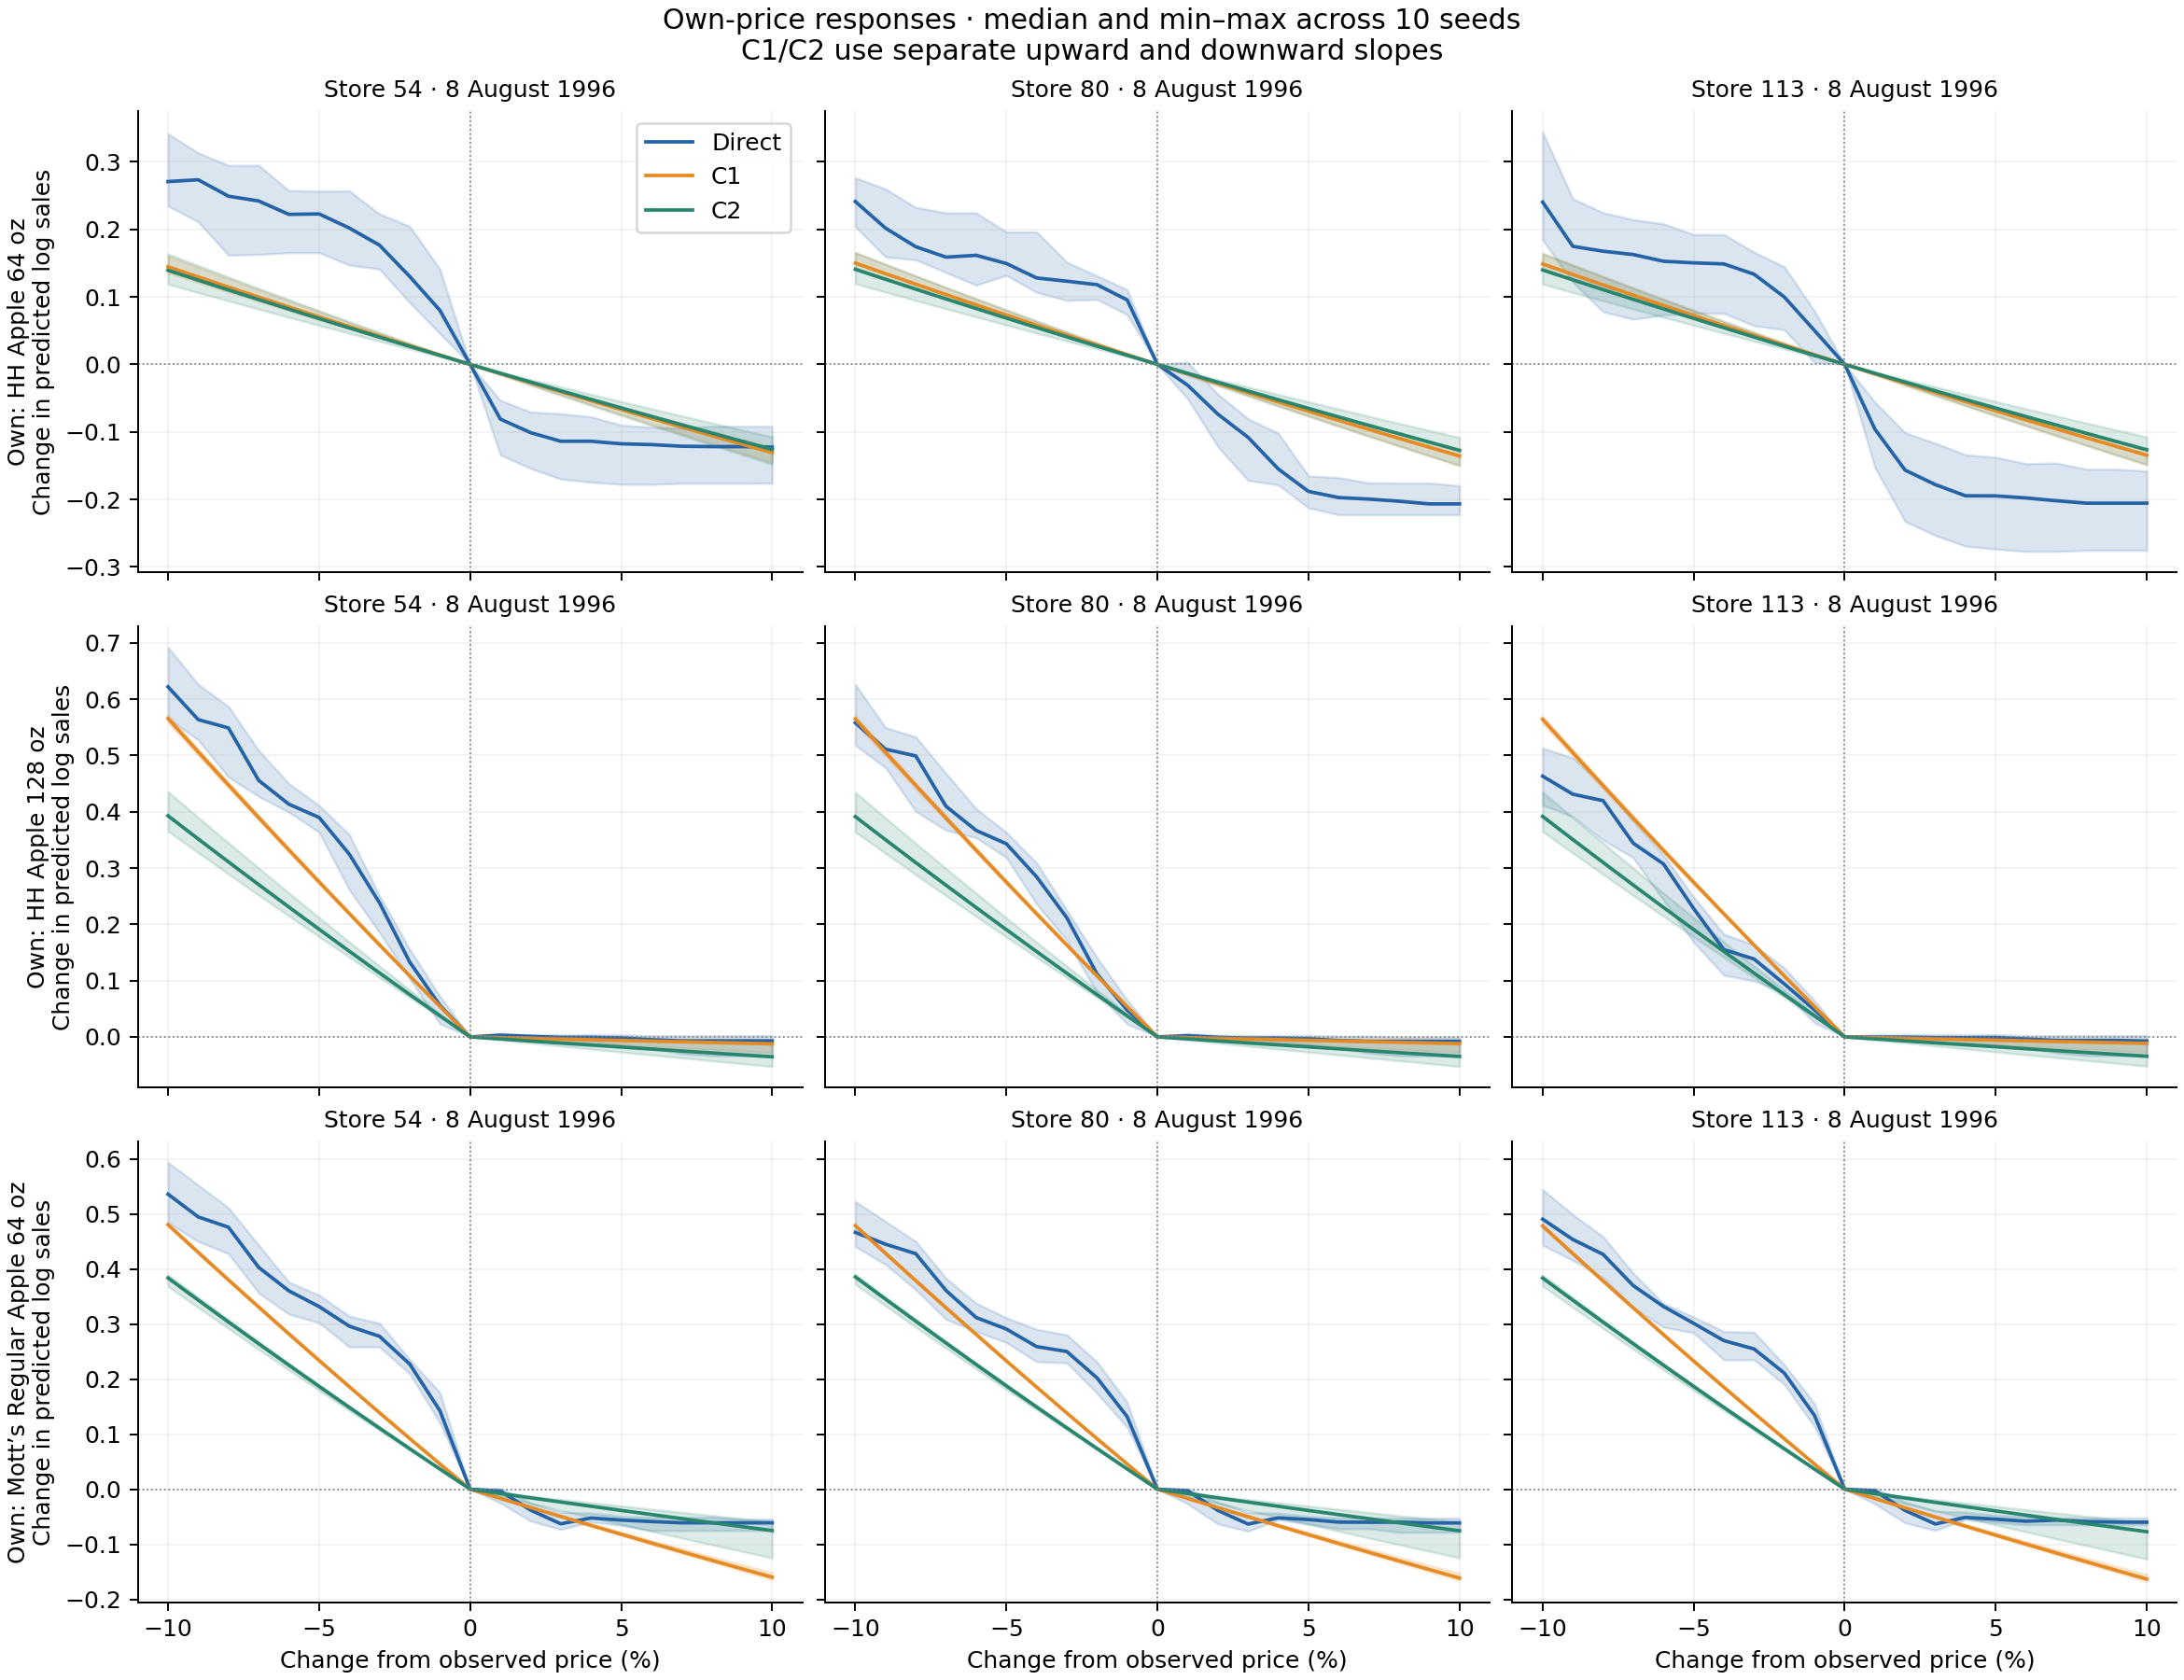 Own-price responses · median and min–max across 10 seeds
C1/C2 use separate upward and downward slopes
Store 54 · 8 August 1996
Store 80 · 8 August 1996
Store 113 · 8 August 1996
Own: HH Apple 64 oz
Change in predicted log sales
0.3
0.2
0.1
0.0
−0.1
−0.2
−0.3
Direct
C1
C2
Store 54 · 8 August 1996
Store 80 · 8 August 1996
Store 113 · 8 August 1996
Own: HH Apple 128 oz
Change in predicted log sales
0.7
0.6
0.5
0.4
0.3
0.2
0.1
0.0
Store 54 · 8 August 1996
Store 80 · 8 August 1996
Store 113 · 8 August 1996
Own: Mott’s Regular Apple 64 oz
Change in predicted log sales
0.6
0.5
0.4
0.3
0.2
0.1
0.0
−0.1
−0.2
−10 −5 0 5 10
−10 −5 0 5 10
−10 −5 0 5 10
Change from observed price (%)
Change from observed price (%)
Change from observed price (%)